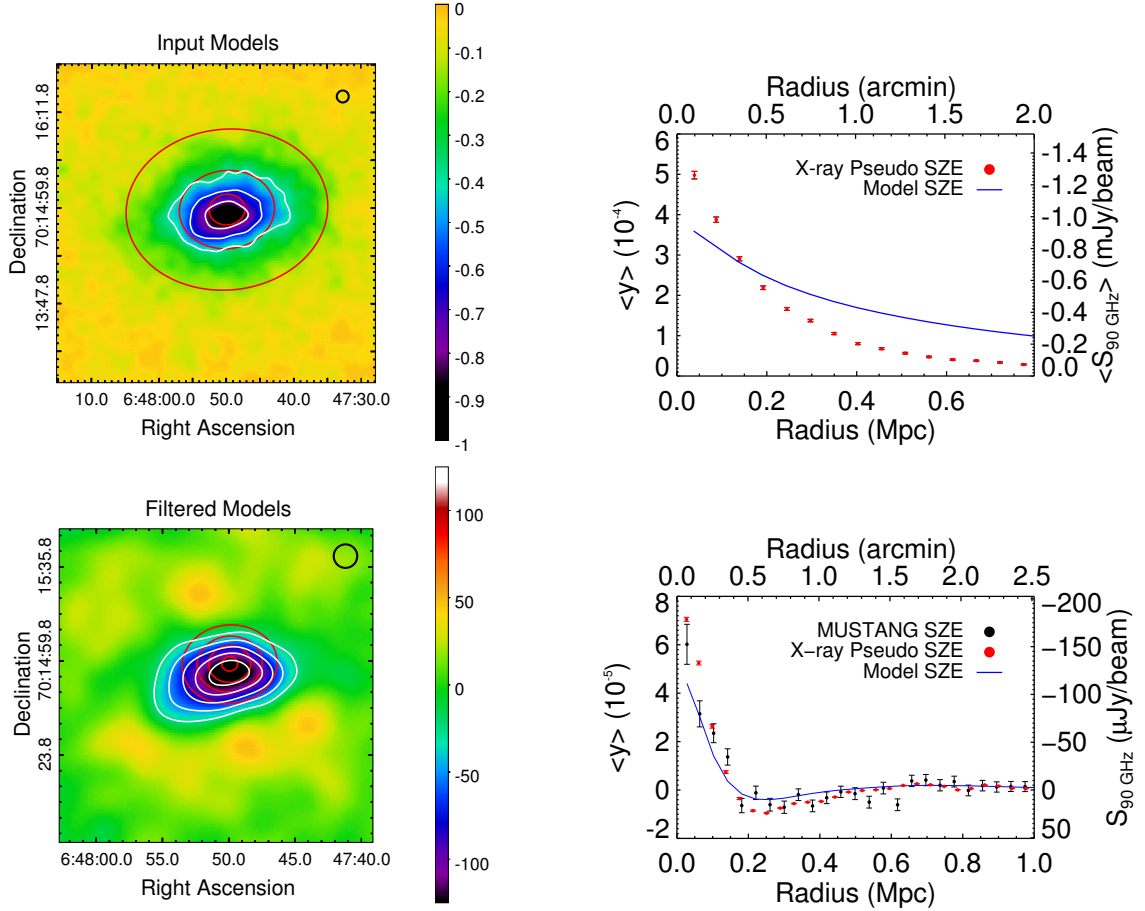 Input Models
Declination
16:11.8
70:14:59.8
13:47.8
10.0 6:48:00.0 50.0 40.0 47:30.0
Right Ascension
0
-0.1
-0.2
-0.3
-0.4
-0.5
-0.6
-0.7
-0.8
-0.9
-1
Radius (arcmin)
0.0 0.5 1.0 1.5 2.0
<y> (10⁻⁴)
6
5
4
3
2
1
0
X-ray Pseudo SZE
Model SZE
-1.4
-1.2
-1.0
-0.8
-0.6
-0.4
-0.2
0.0
<S₉₀ GHz> (mJy/beam)
0.0 0.2 0.4 0.6
Radius (Mpc)
Filtered Models
Declination
15:35.8
70:14:59.8
23.8
6:48:00.0 55.0 50.0 45.0 47:40.0
Right Ascension
100
50
0
-50
-100
Radius (arcmin)
0.0 0.5 1.0 1.5 2.0 2.5
<y> (10⁻⁵)
8
6
4
2
0
-2
MUSTANG SZE
X−ray Pseudo SZE
Model SZE
−200
−150
−100
−50
0
50
S₉₀ GHz (μJy/beam)
0.0 0.2 0.4 0.6 0.8 1.0
Radius (Mpc)